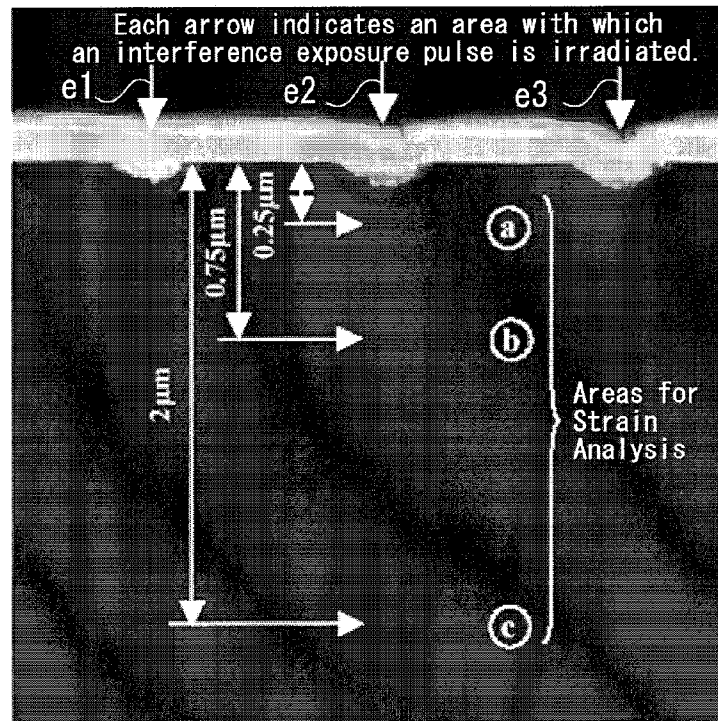 Each arrow indicates an area with which
an interference exposure pulse is irradiated.
e1 e2 e3
0.25μm
0.75μm
2μm
a
b
c
Areas for
Strain
Analysis